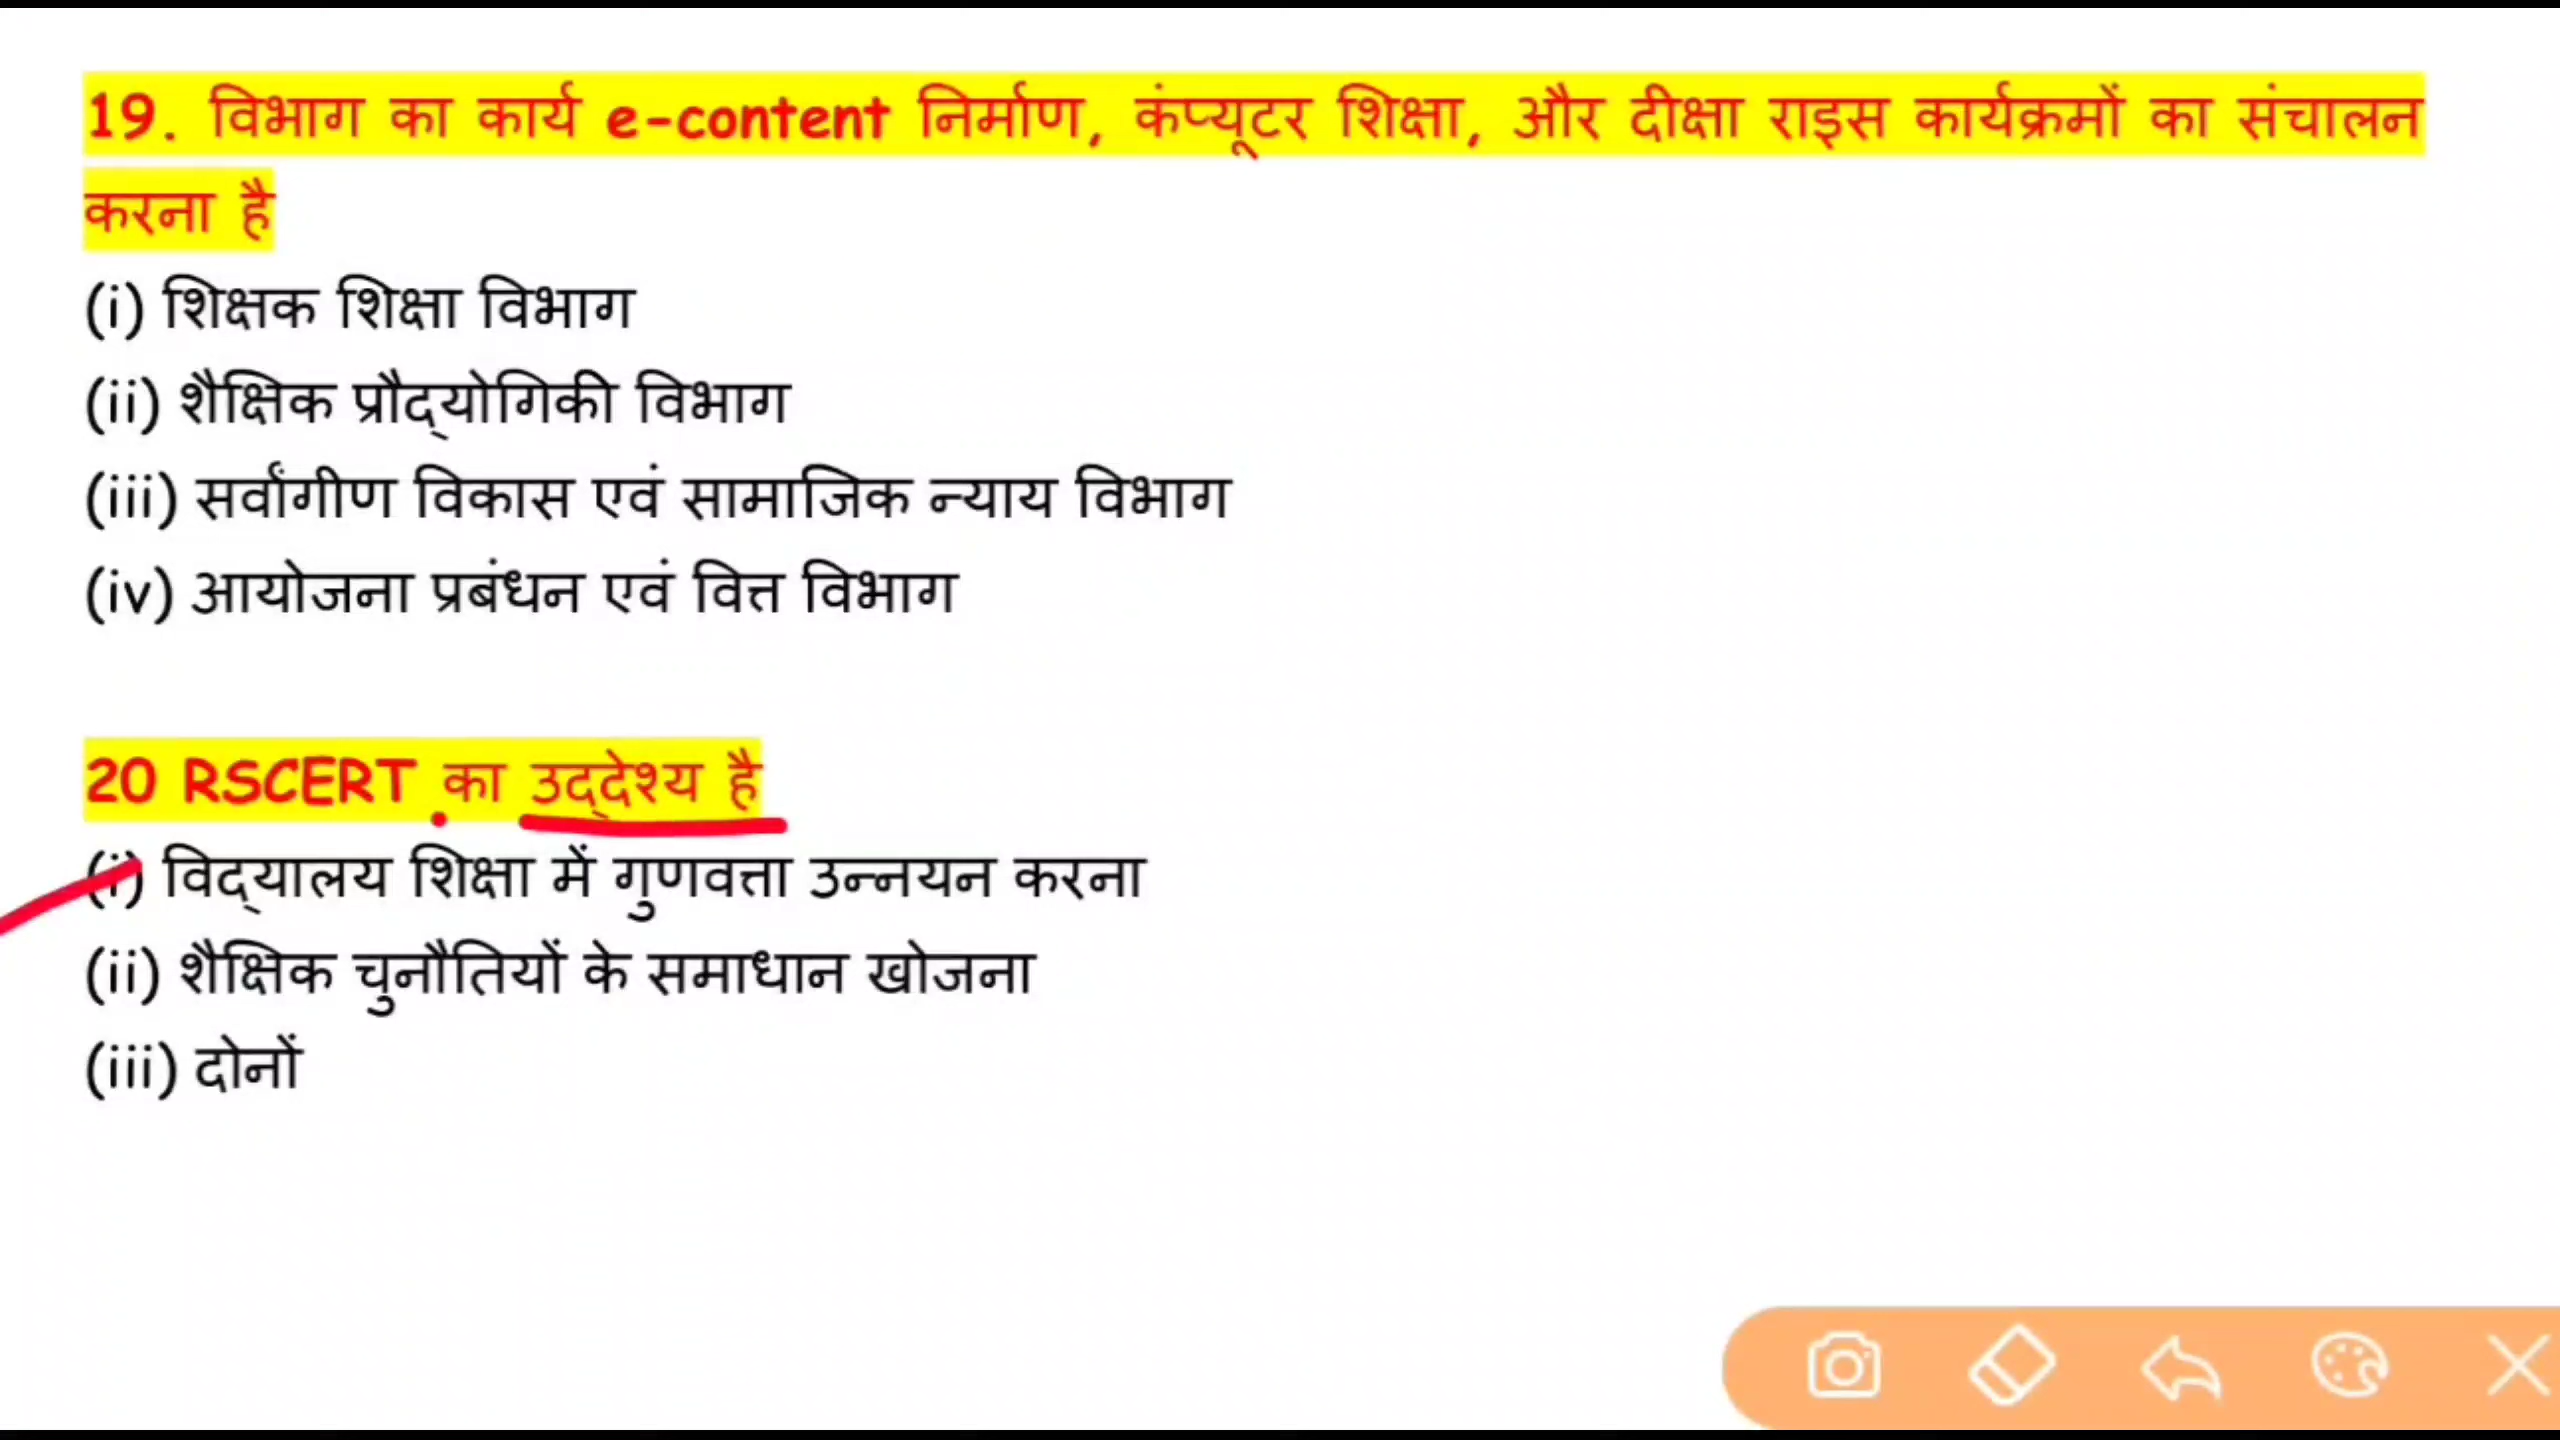 19. विभाग का कार्य e-content निर्माण, कंप्यूटर शिक्षा, और दीक्षा राइस कार्यक्रमों का संचालन
करना है
(i) शिक्षक शिक्षा विभाग
(ii) शैक्षिक प्रौद्योगिकी विभाग
(iii) सर्वांगीण विकास एवं सामाजिक न्याय विभाग
(iv) आयोजना प्रबंधन एवं वित्त विभाग
20 RSCERT का उद्देश्य है
(i) विद्यालय शिक्षा में गुणवत्ता उन्नयन करना
(ii) शैक्षिक चुनौतियों के समाधान खोजना
(iii) दोनों